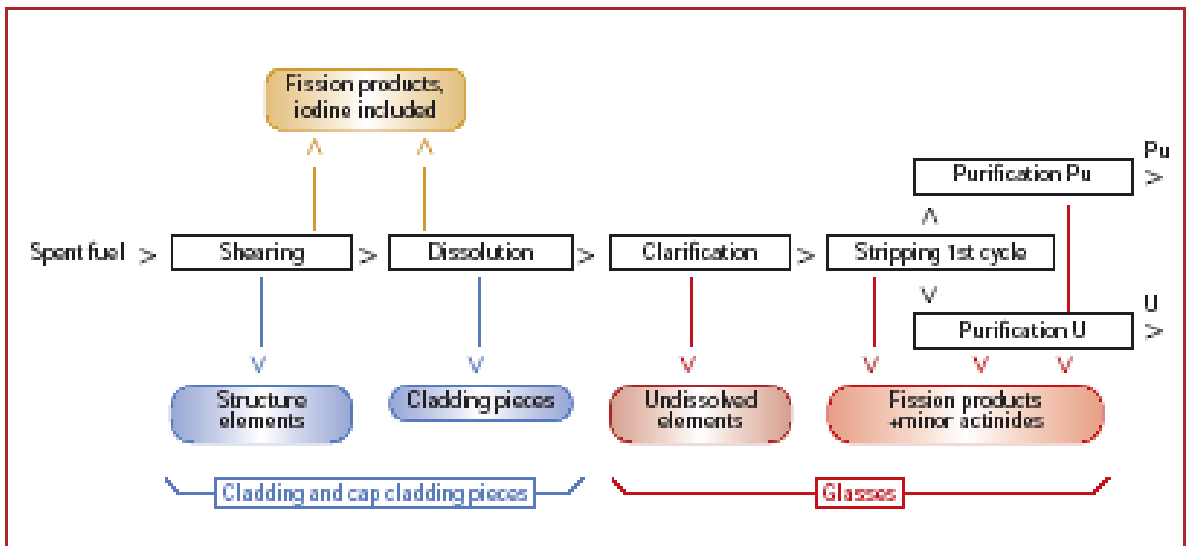 Fission products,
iodine included
Pu
Purification Pu
Spent fuel
Shearing
Dissolution
Clarification
Stripping 1st cycle
U
Purification U
Structure
elements
Cladding pieces
Undissolved
elements
Fission products
+minor actinides
Cladding and cap cladding pieces
Glasses